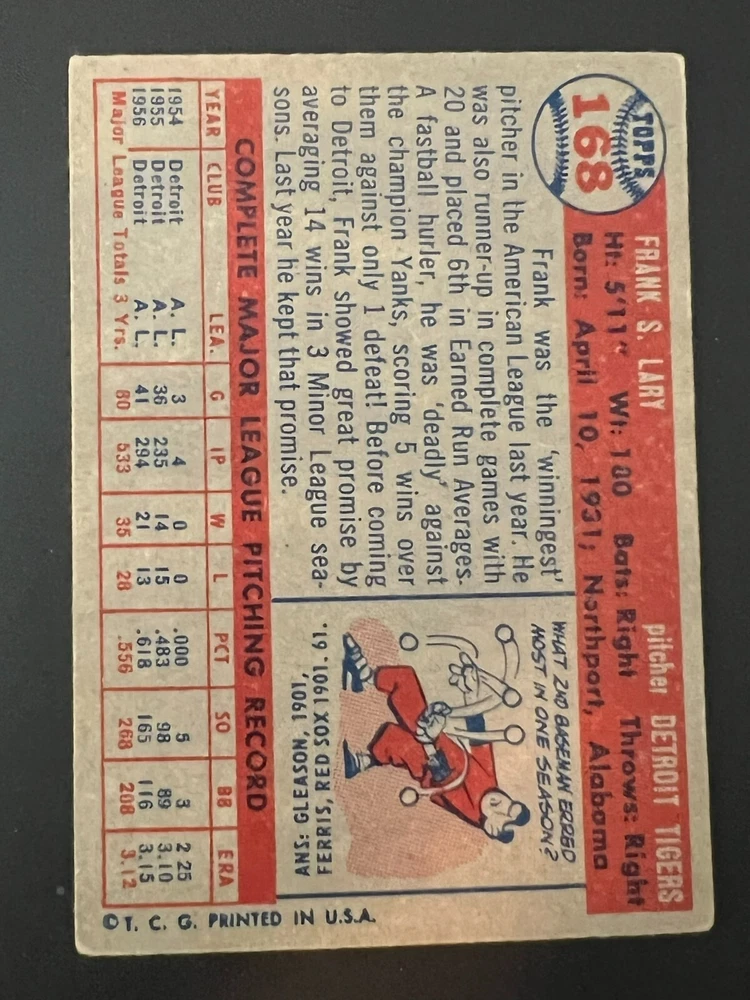 TOPPS
168
FRANK S. LARY pitcher DETROIT TIGERS
Ht: 5'11" Wt: 180 Bats: Right Throws: Right
Born: April 10, 1931; Northport, Alabama
Frank was the 'winningest'
pitcher in the American League last year. He
was also runner-up in complete games with
20 and placed 6th in Earned Run Averages.
A fastball hurler, he was 'deadly' against
the champion Yanks, scoring 5 wins over
them against only 1 defeat! Before coming
to Detroit, Frank showed great promise by
averaging 14 wins in 3 Minor League sea-
sons. Last year he kept that promise.
WHAT 2ND BASEMAN ERRED
MOST IN ONE SEASON?
ANS: GLEASON, 1901,
FERRIS, RED SOX 1901. 61.
COMPLETE MAJOR LEAGUE PITCHING RECORD
YEAR CLUB LEA. G IP W L PCT SO BB ERA
1954 Detroit A. L. 3 4 0 0 .000 5 3 2.25
1955 Detroit A. L. 36 235 14 15 .483 98 89 3.10
1956 Detroit A. L. 41 294 21 13 .618 165 116 3.15
Major League Totals 3 Yrs. 80 533 35 28 .556 268 208 3.12
©T. C. G. PRINTED IN U.S.A.